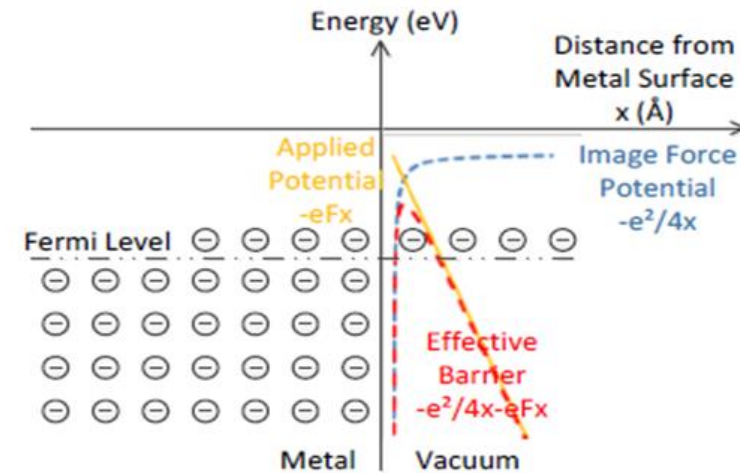 Energy (eV)
Distance from
Metal Surface
x (Å)
Applied
Potential
-eFx
Image Force
Potential
-e²/4x
Fermi Level
Effective
Barrier
-e²/4x-eFx
Metal
Vacuum